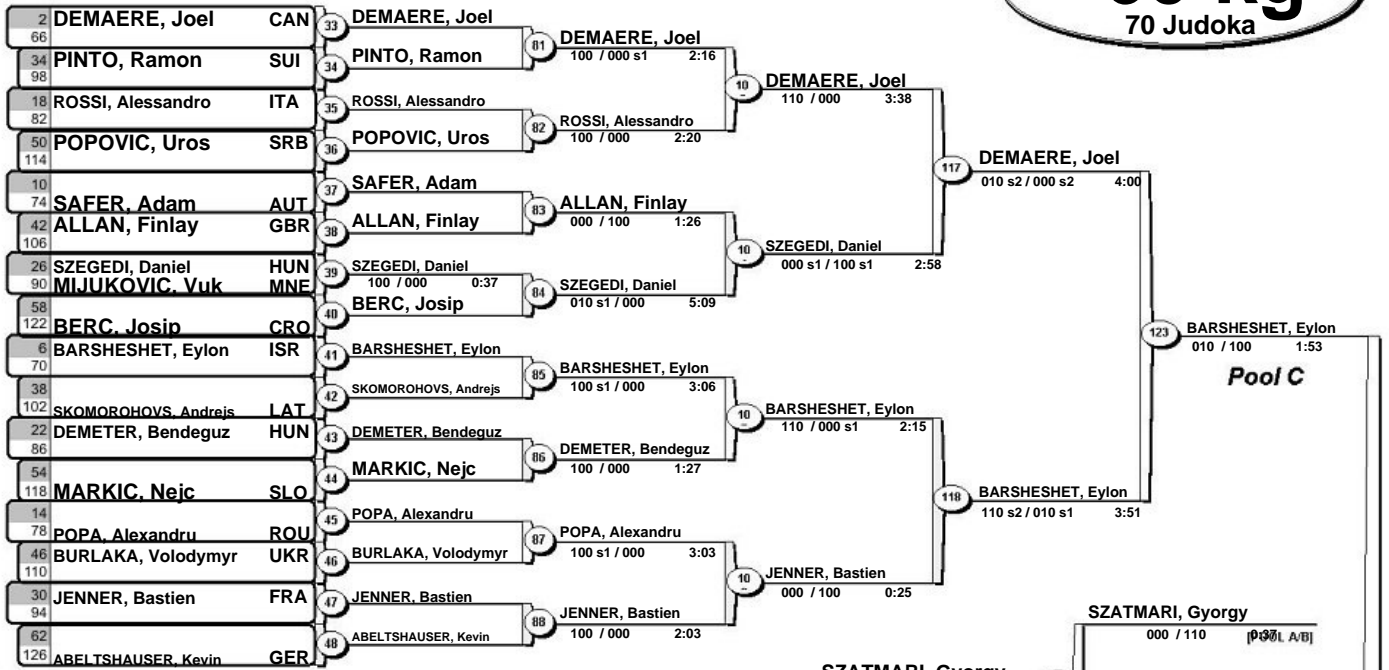 70 Judoka
2 DEMAERE, Joel CAN
66
34 PINTO, Ramon SUI
98
18 ROSSI, Alessandro ITA
82
50 POPOVIC, Uros SRB
114
10
74 SAFER, Adam AUT
42 ALLAN, Finlay GBR
106
26 SZEGEDI, Daniel HUN
90 MIJUKOVIC, Vuk MNE
58
122 BERC, Josip CRO
6 BARSHESHET, Eylon ISR
70
38
102 SKOMOROHOVS, Andrejs LAT
22 DEMETER, Bendeguz HUN
86
54
118 MARKIC, Nejc SLO
14
78 POPA, Alexandru ROU
46 BURLAKA, Volodymyr UKR
110
30 JENNER, Bastien FRA
94
62
126 ABELTSHAUSER, Kevin GER
33 DEMAERE, Joel
34 PINTO, Ramon
35 ROSSI, Alessandro
36 POPOVIC, Uros
37 SAFER, Adam
38 ALLAN, Finlay
39 SZEGEDI, Daniel
100 / 000 0:37
40 BERC, Josip
41 BARSHESHET, Eylon
42 SKOMOROHOVS, Andrejs
43 DEMETER, Bendeguz
44 MARKIC, Nejc
45 POPA, Alexandru
46 BURLAKA, Volodymyr
47 JENNER, Bastien
48 ABELTSHAUSER, Kevin
81 DEMAERE, Joel
100 / 000 s1 2:16
82 ROSSI, Alessandro
100 / 000 2:20
83 ALLAN, Finlay
000 / 100 1:26
84 SZEGEDI, Daniel
010 s1 / 000 5:09
85 BARSHESHET, Eylon
100 s1 / 000 3:06
86 DEMETER, Bendeguz
100 / 000 1:27
87 POPA, Alexandru
100 s1 / 000 3:03
88 JENNER, Bastien
100 / 000 2:03
10 DEMAERE, Joel
110 / 000 3:38
10 SZEGEDI, Daniel
000 s1 / 100 s1 2:58
10 BARSHESHET, Eylon
110 / 000 s1 2:15
10 JENNER, Bastien
000 / 100 0:25
117 DEMAERE, Joel
010 s2 / 000 s2 4:00
118 BARSHESHET, Eylon
110 s2 / 010 s1 3:51
123 BARSHESHET, Eylon
010 / 100 1:53
Pool C
SZATMARI, Gyorgy
000 / 110 0:37 [POOL A/B]
SZATMARI, Gyorgy